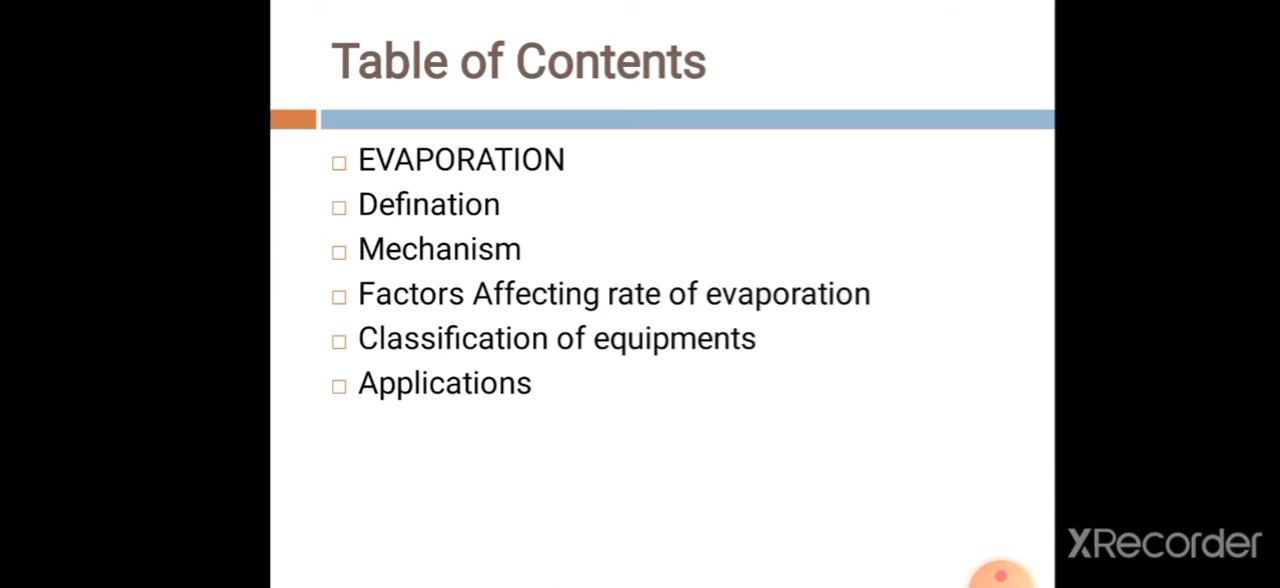 Table of Contents
EVAPORATION
Defination
Mechanism
Factors Affecting rate of evaporation
Classification of equipments
Applications
XRecorder